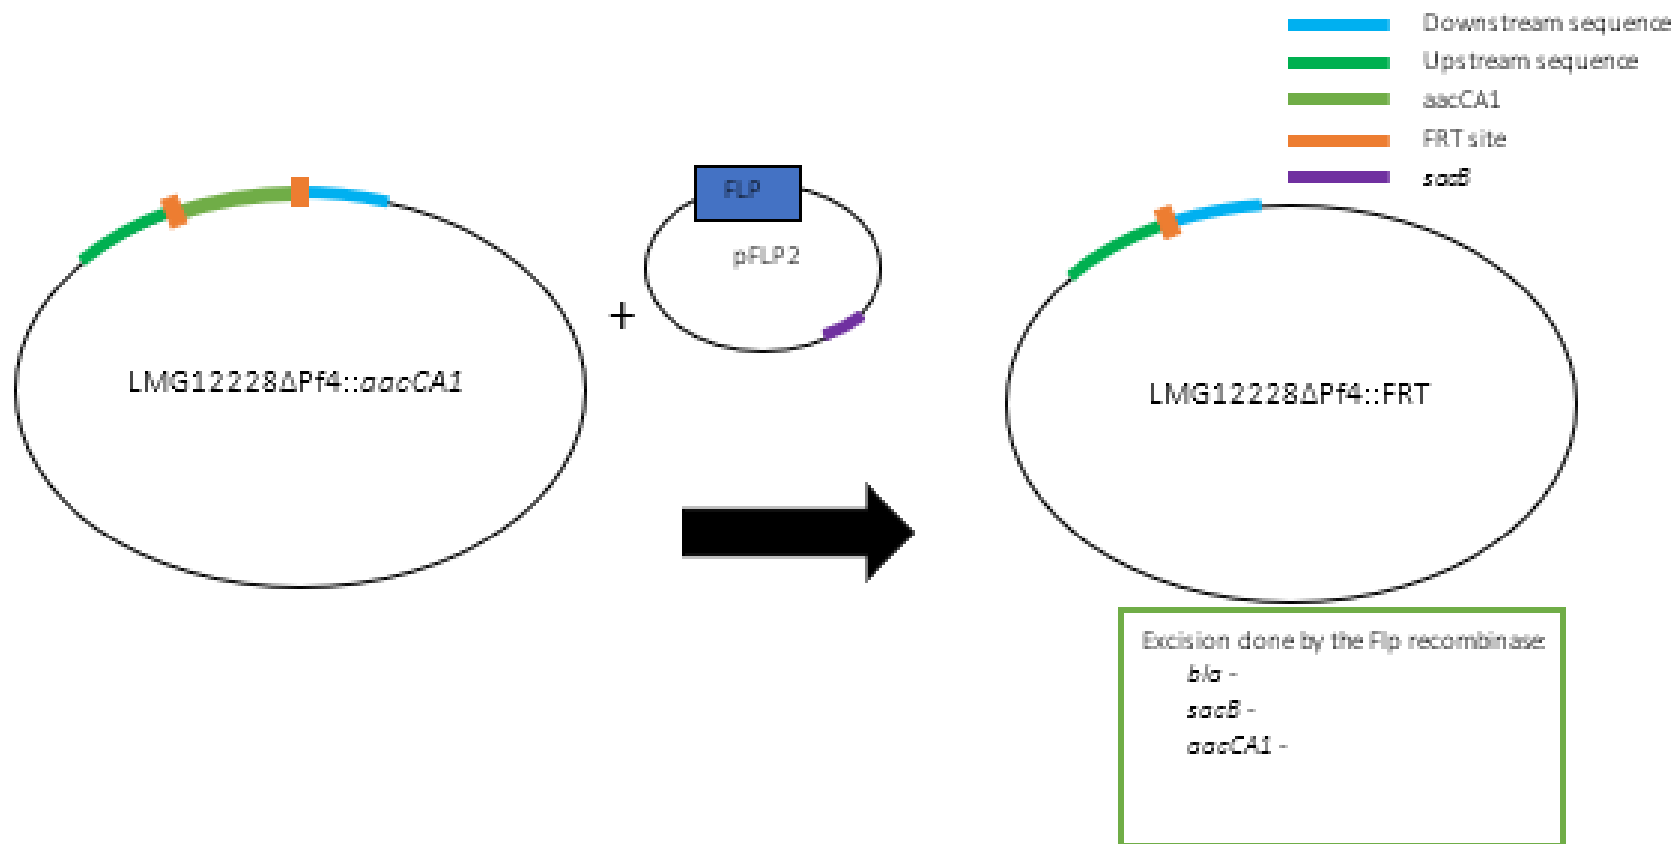 Downstream sequence
Upstream sequence
aacCA1
FRT site
sacB
FLP
pFLP2
+
LMG12228ΔPf4::aacCA1
LMG12228ΔPf4::FRT
Excision done by the Flp recombinase:
bla -
sacB -
aacCA1 -